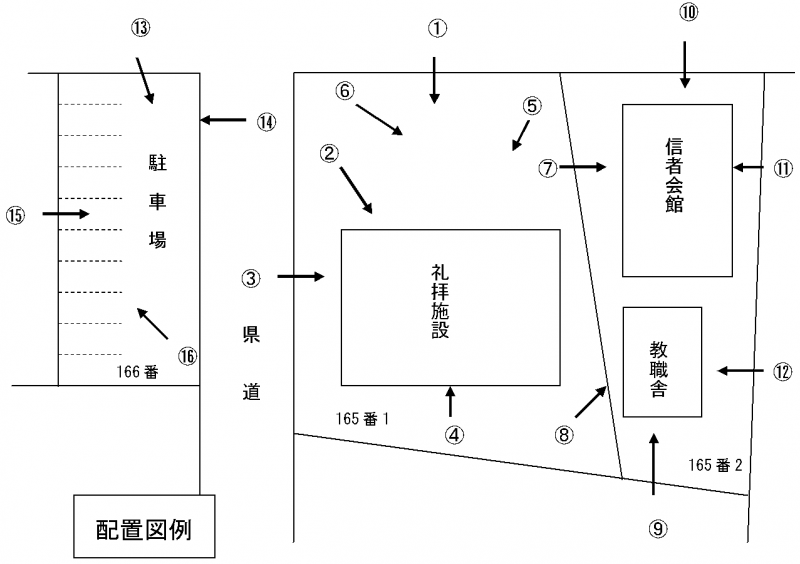 ⑬
①
⑩
⑥
⑤
⑭
②
⑦
⑪
駐車場
信者会館
⑮
③
礼拝施設
県道
⑯
166番
教職舎
⑫
165番1
④
⑧
165番2
⑨
配置図例